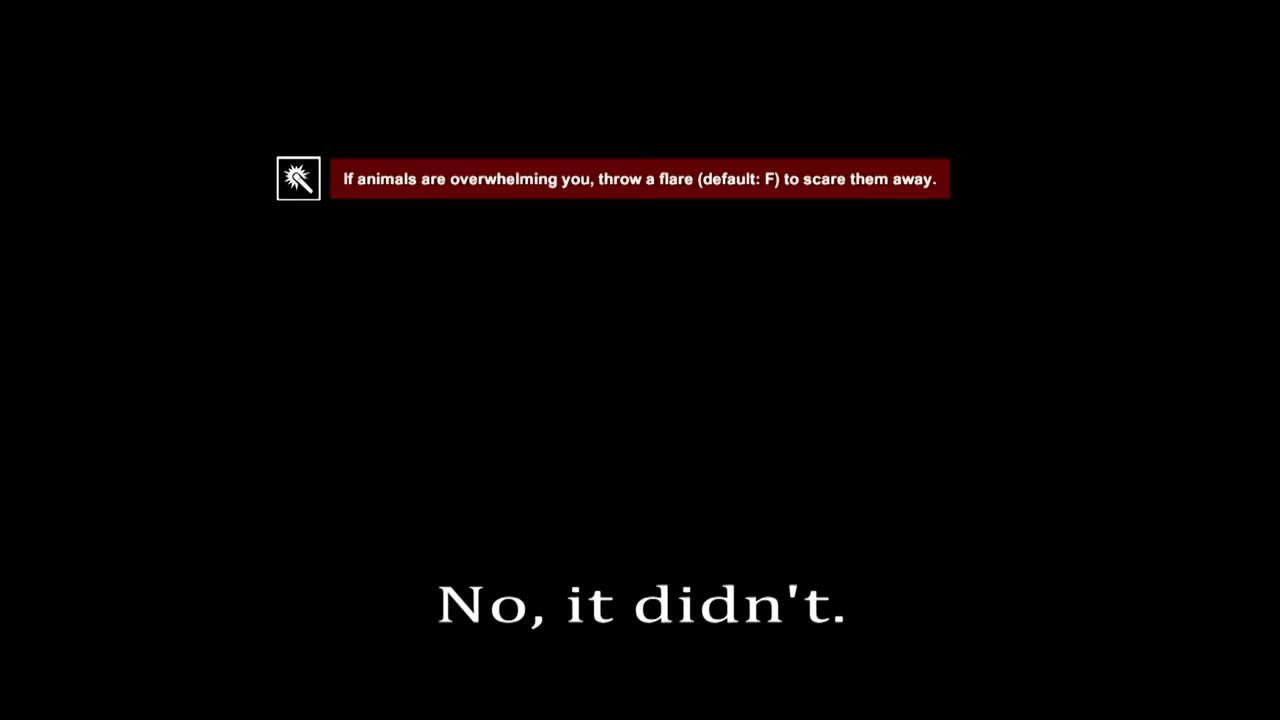 If animals are overwhelming you, throw a flare (default: F) to scare them away.
No, it didn't.